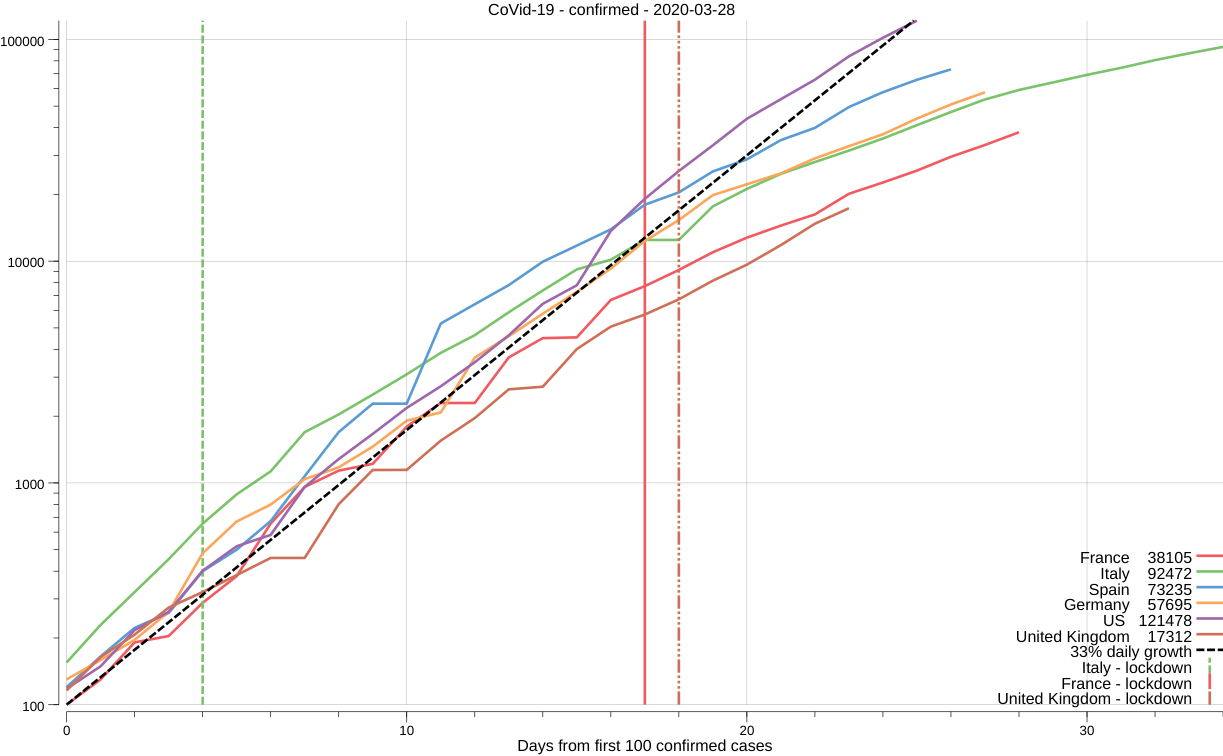 CoVid-19 - confirmed - 2020-03-28
100000
10000
1000
100
France 38105
Italy 92472
Spain 73235
Germany 57695
US 121478
United Kingdom 17312
33% daily growth
Italy - lockdown
France - lockdown
United Kingdom - lockdown
0 10 20 30
Days from first 100 confirmed cases